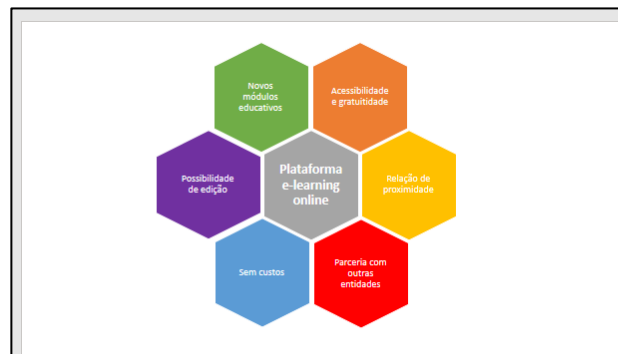 Novos
módulos
educativos
Acessibilidade
e gratuitidade
Possibilidade
de edição
Plataforma
e-learning
online
Relação de
proximidade
Sem custos
Parceria com
outras
entidades